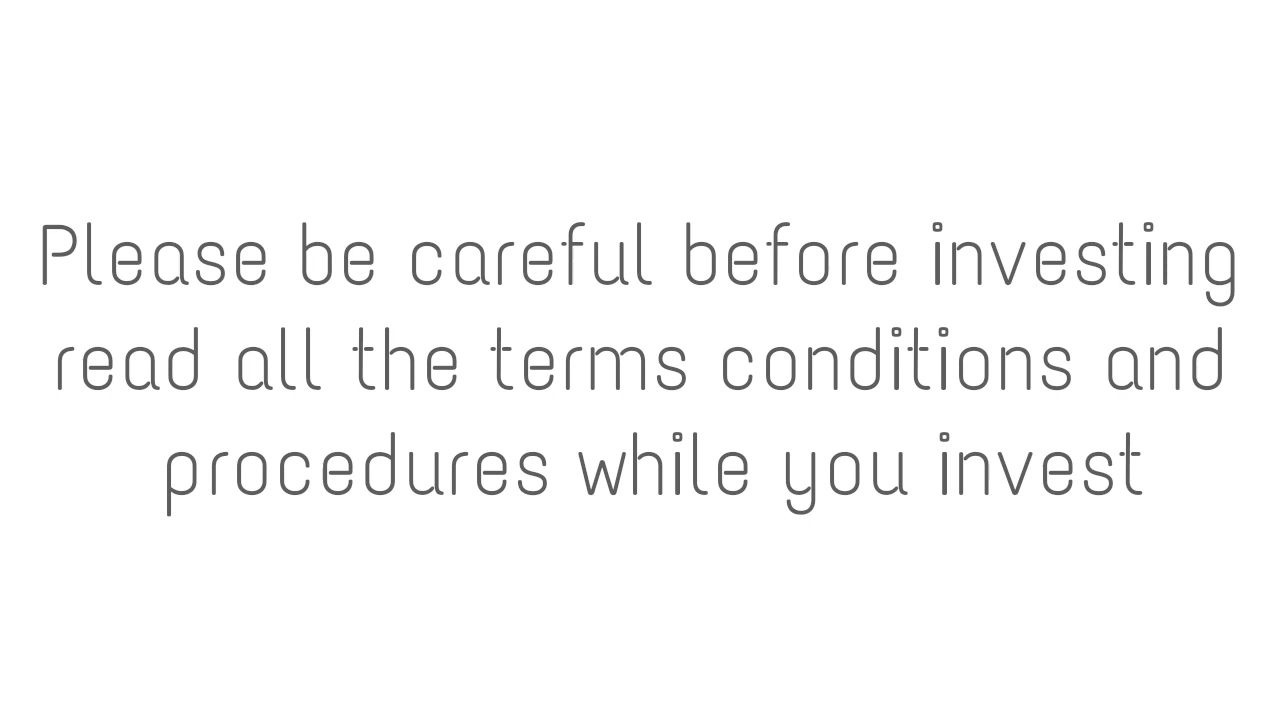 Please be careful before investing
read all the terms conditions and
procedures while you invest